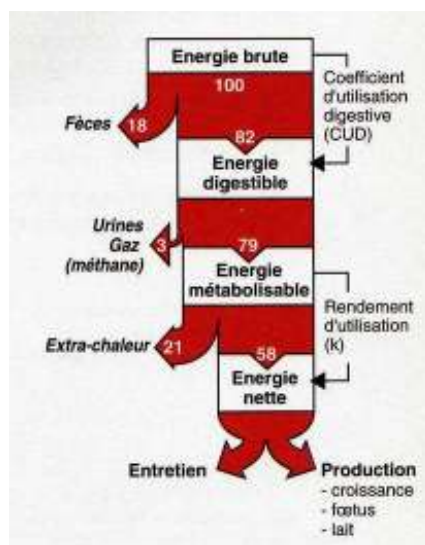 Energie brute
100
Coefficient
d'utilisation
digestive
(CUD)
Fèces
18
82
Energie
digestible
Urines
Gaz
(méthane)
3
79
Energie
métabolisable
Rendement
d'utilisation
(k)
Extra-chaleur
21
58
Energie
nette
Entretien
Production
- croissance
- fœtus
- lait